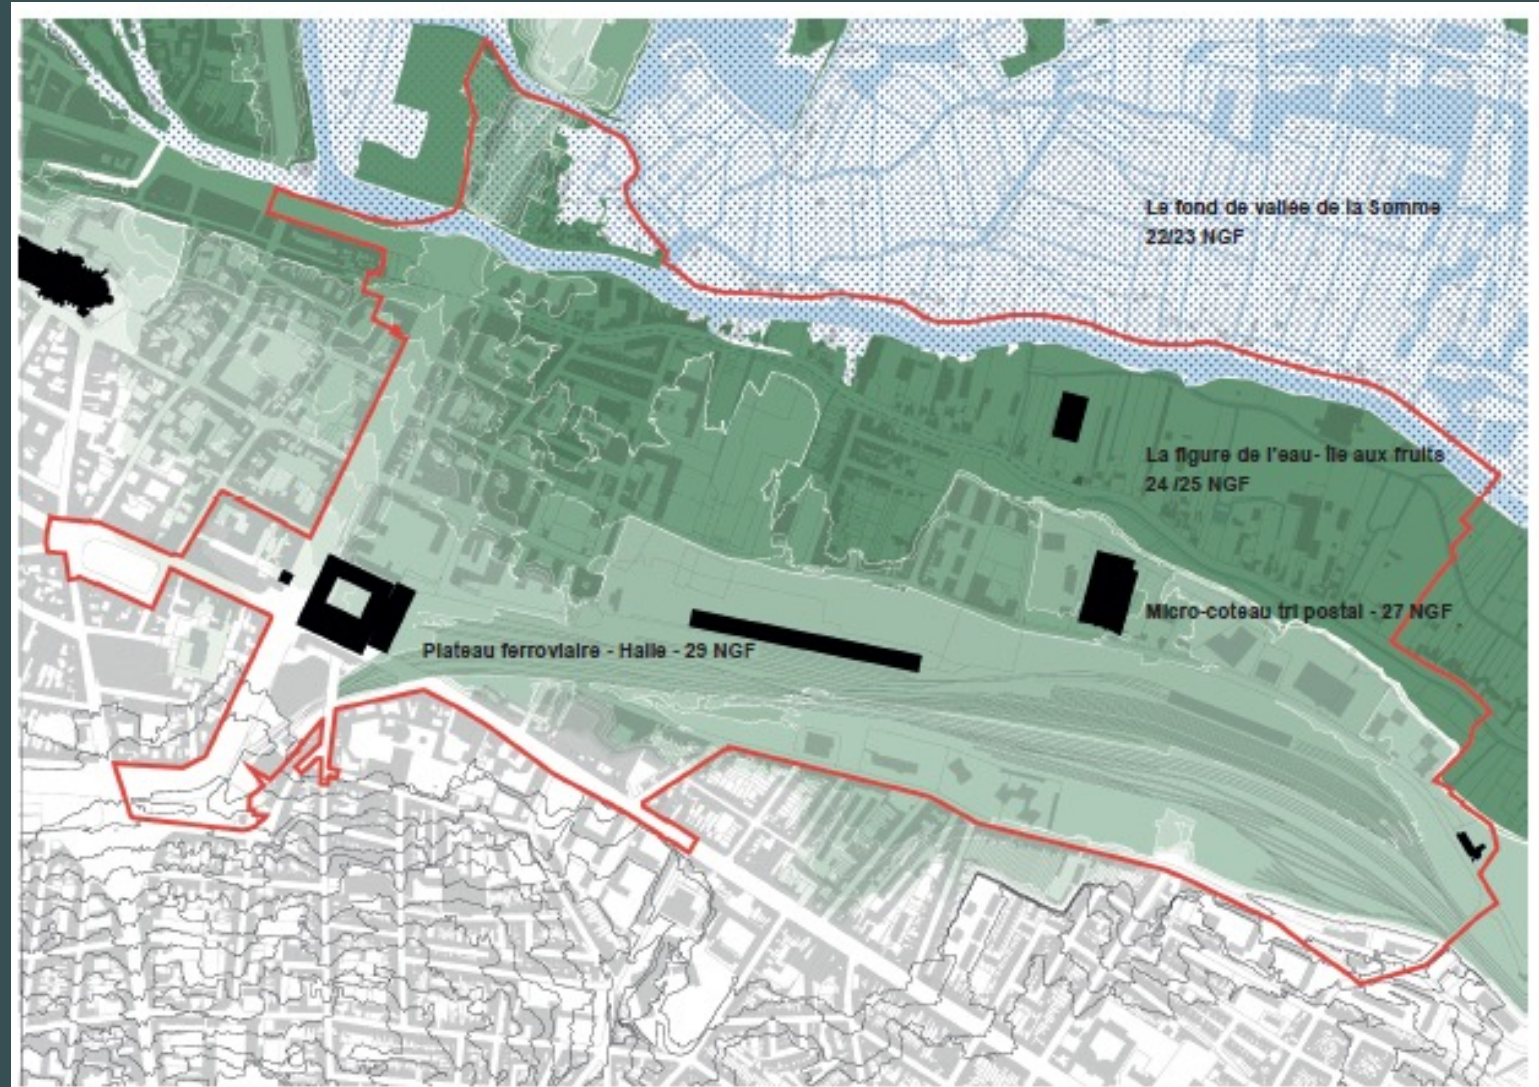 Le fond de vallée de la Somme
22/23 NGF
La figure de l'eau- île aux fruits
24 /25 NGF
Micro-coteau tri postal - 27 NGF
Plateau ferroviaire - Halle - 29 NGF